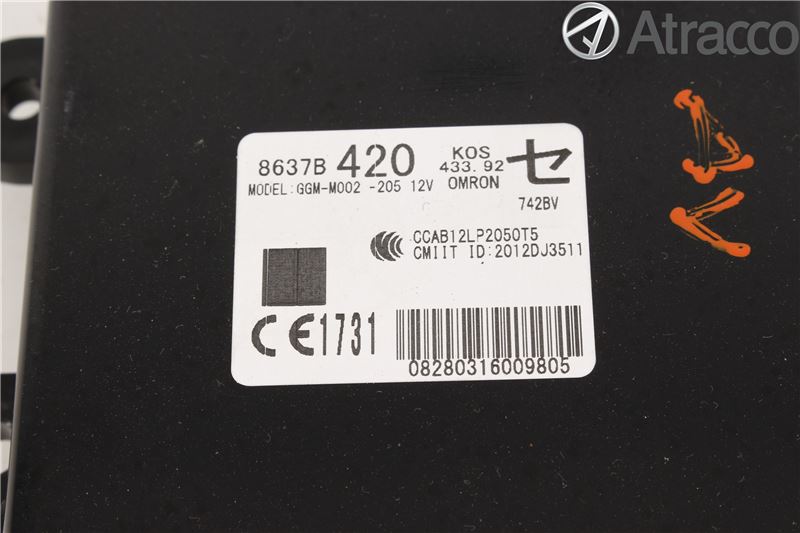 Atracco
8637B 420 KOS 433.92 セ
MODEL:GGM-M002 -205 12V OMRON
742BV
CCAB12LP2050T5
CMIIT ID:2012DJ3511
CE1731
08280316009805